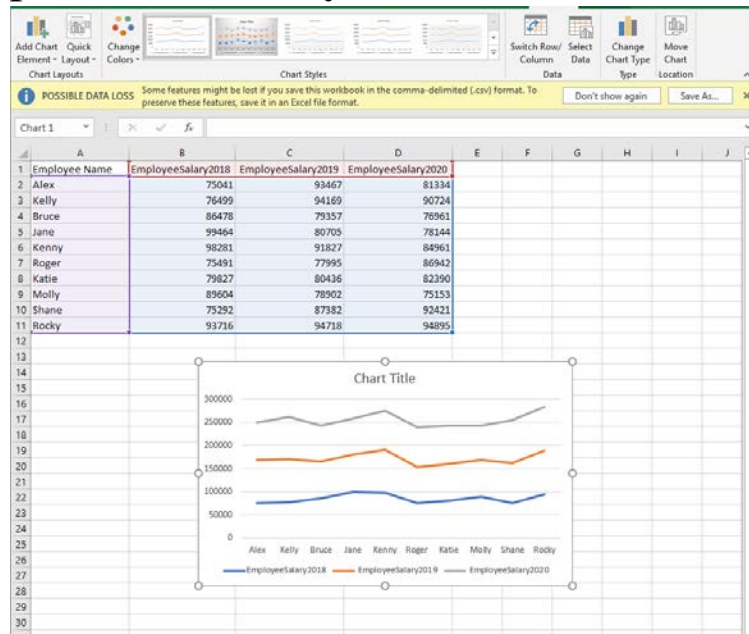 Add Chart Element Quick Layout Change Colors Switch Row/ Column Select Data Change Chart Type Move Chart
Chart Layouts Chart Styles Data Type Location
POSSIBLE DATA LOSS Some features might be lost if you save this workbook in the comma-delimited (.csv) format. To preserve these features, save it in an Excel file format. Don't show again Save As...
Chart 1 fx
A B C D E F G H I J
1 Employee Name EmployeeSalary2018 EmployeeSalary2019 EmployeeSalary2020
2 Alex 75041 93467 81334
3 Kelly 76499 94169 90724
4 Bruce 86478 79357 76961
5 Jane 99464 80705 78144
6 Kenny 98281 91827 84961
7 Roger 75491 77995 86942
8 Katie 79827 80436 82390
9 Molly 89604 78902 75153
10 Shane 75292 87382 92421
11 Rocky 93716 94718 94895
12
13
14
15
16
17
18
19
20
21
22
23
24
25
26
27
28
29
30
Chart Title
300000
250000
200000
150000
100000
50000
0
Alex Kelly Bruce Jane Kenny Roger Katie Molly Shane Rocky
EmployeeSalary2018 EmployeeSalary2019 EmployeeSalary2020